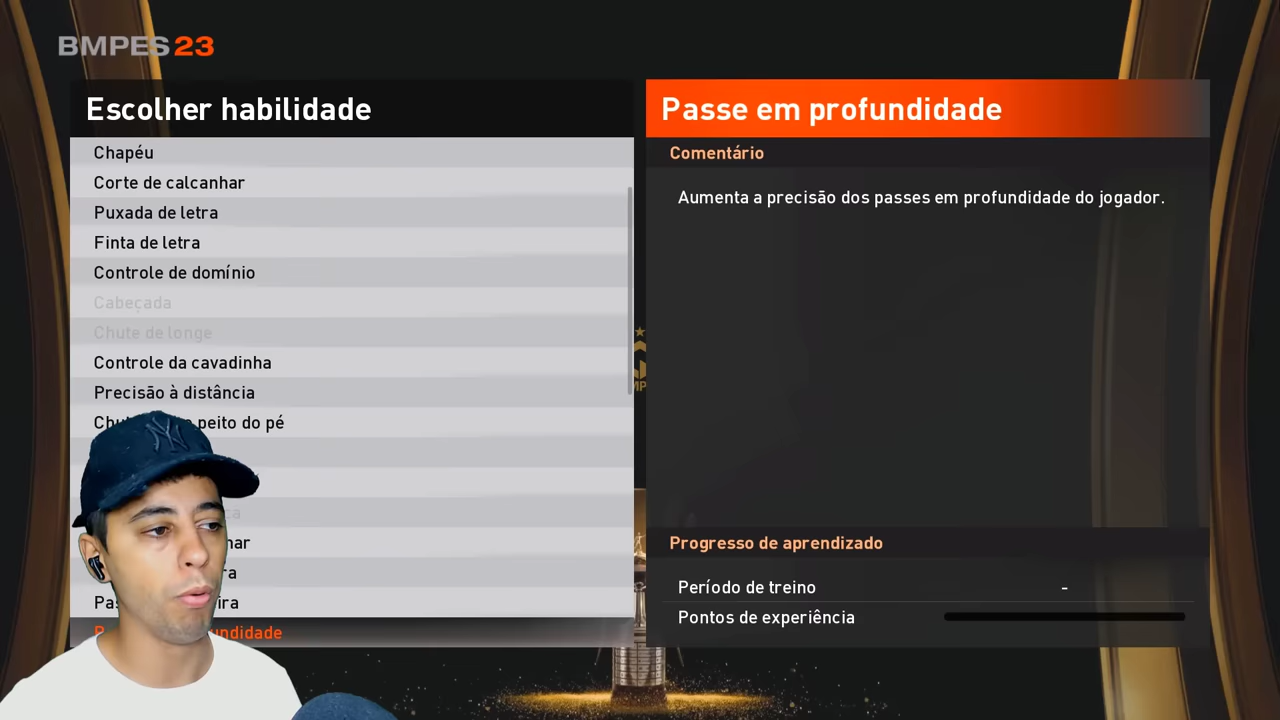 BMPES 23
Escolher habilidade
Chapéu
Corte de calcanhar
Puxada de letra
Finta de letra
Controle de domínio
Cabeçada
Chute de longe
Controle da cavadinha
Precisão à distância
peito do pé
Passe em profundidade
Comentário
Aumenta a precisão dos passes em profundidade do jogador.
Progresso de aprendizado
Período de treino -
Pontos de experiência